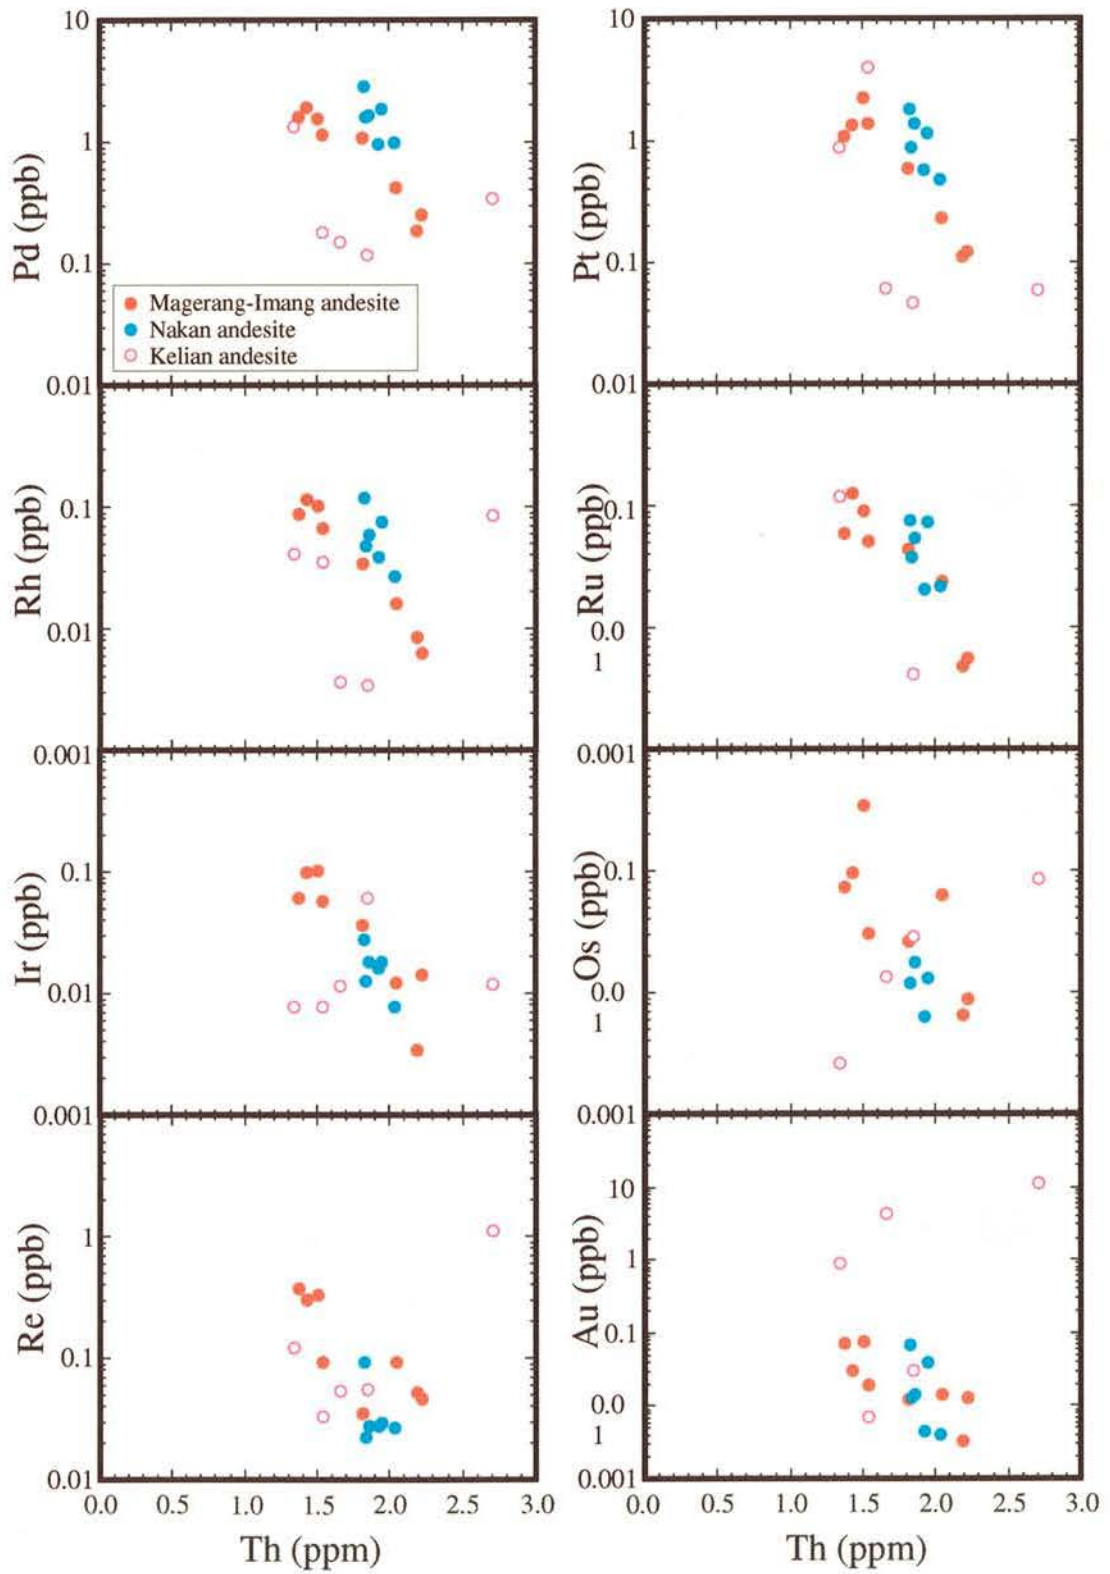 10
1
0.1
0.01
Pd (ppb)
Magerang-Imang andesite
Nakan andesite
Kelian andesite
10
1
0.1
0.01
Pt (ppb)
0.1
0.01
0.001
Rh (ppb)
0.1
0.0
1
0.001
Ru (ppb)
0.1
0.01
0.001
Ir (ppb)
0.1
0.0
1
0.001
Os (ppb)
1
0.1
0.01
Re (ppb)
0.0 0.5 1.0 1.5 2.0 2.5 3.0
Th (ppm)
10
1
0.1
0.0
1
0.001
Au (ppb)
0.0 0.5 1.0 1.5 2.0 2.5 3.0
Th (ppm)